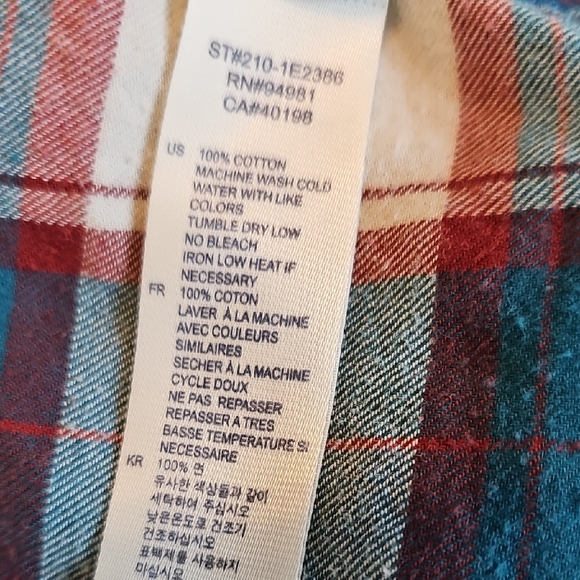 ST#210-1E2386
RN#94981
CA#40198
US 100% COTTON
MACHINE WASH COLD
WATER WITH LIKE
COLORS
TUMBLE DRY LOW
NO BLEACH
IRON LOW HEAT IF
NECESSARY
FR 100% COTON
LAVER À LA MACHINE
AVEC COULEURS
SIMILAIRES
SECHER À LA MACHINE
CYCLE DOUX
NE PAS REPASSER
REPASSER A TRES
BASSE TEMPERATURE SI
NECESSAIRE
KR 100% 면
유사한 색상들과 같이
세탁하여 주십시오
낮은온도로 건조기
건조하십시오
표백제를 사용하지
마십시오